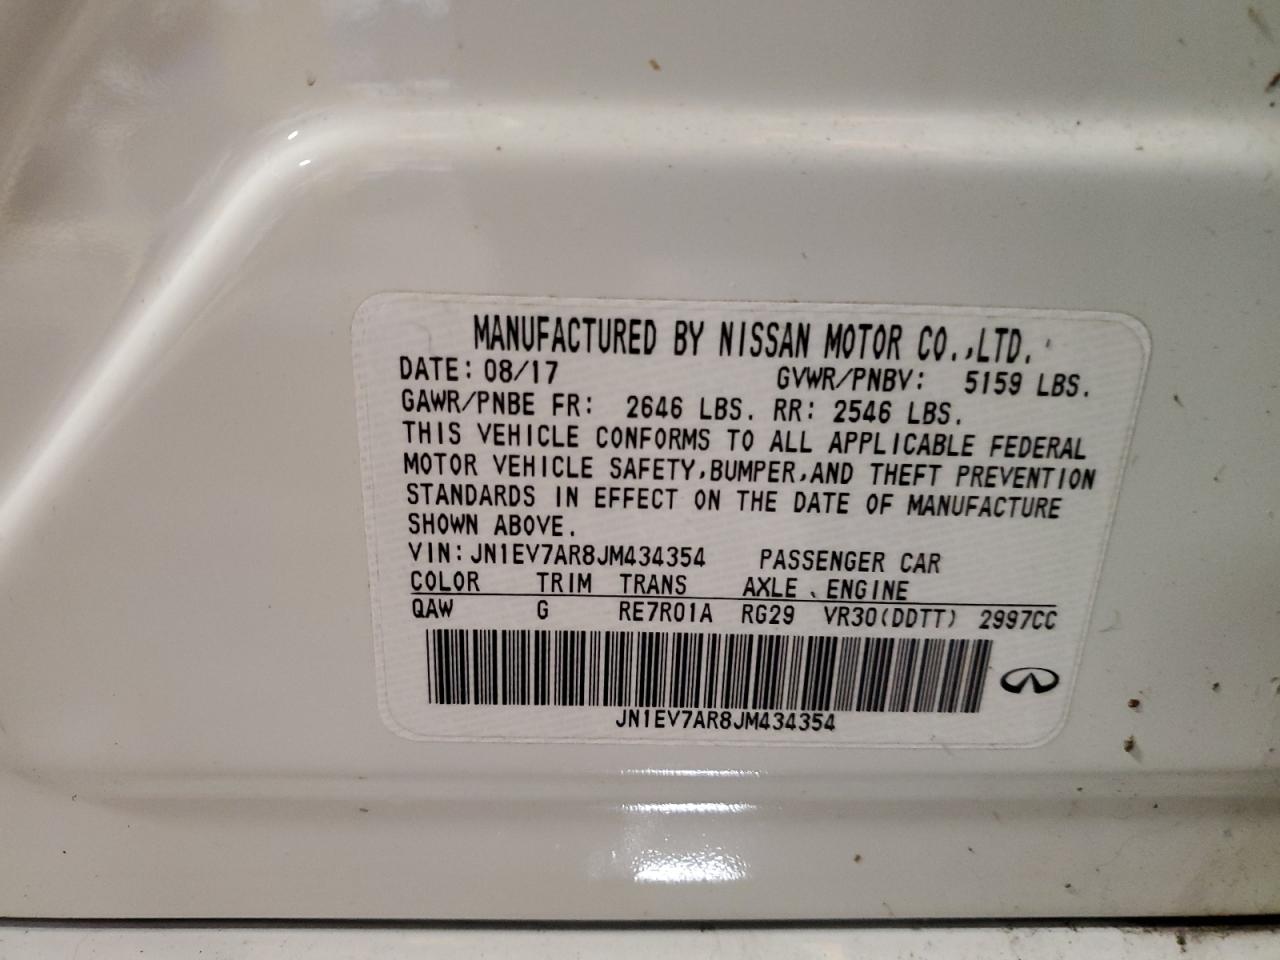 MANUFACTURED BY NISSAN MOTOR CO.,LTD.
DATE: 08/17 GVWR/PNBV: 5159 LBS.
GAWR/PNBE FR: 2646 LBS. RR: 2546 LBS.
THIS VEHICLE CONFORMS TO ALL APPLICABLE FEDERAL
MOTOR VEHICLE SAFETY,BUMPER,AND THEFT PREVENTION
STANDARDS IN EFFECT ON THE DATE OF MANUFACTURE
SHOWN ABOVE.
VIN: JN1EV7AR8JM434354 PASSENGER CAR
COLOR TRIM TRANS AXLE ENGINE
QAW G RE7R01A RG29 VR30(DDTT) 2997CC
JN1EV7AR8JM434354